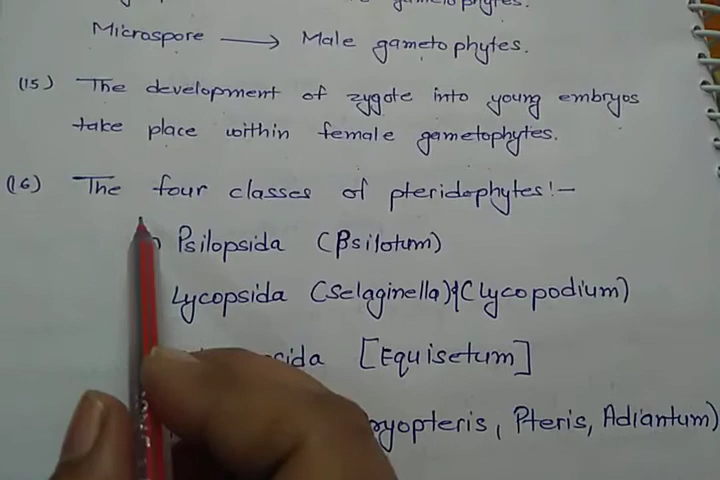 gametophytes.
Microspore ⟶ Male gametophytes.
(15) The development of zygote into young embryos
take place within female gametophytes.
(16) The four classes of pteridophytes!-
Psilopsida (Psilotum)
Lycopsida (Selaginella) & (Lycopodium)
[Equisetum]
Pteris, Adiantum)